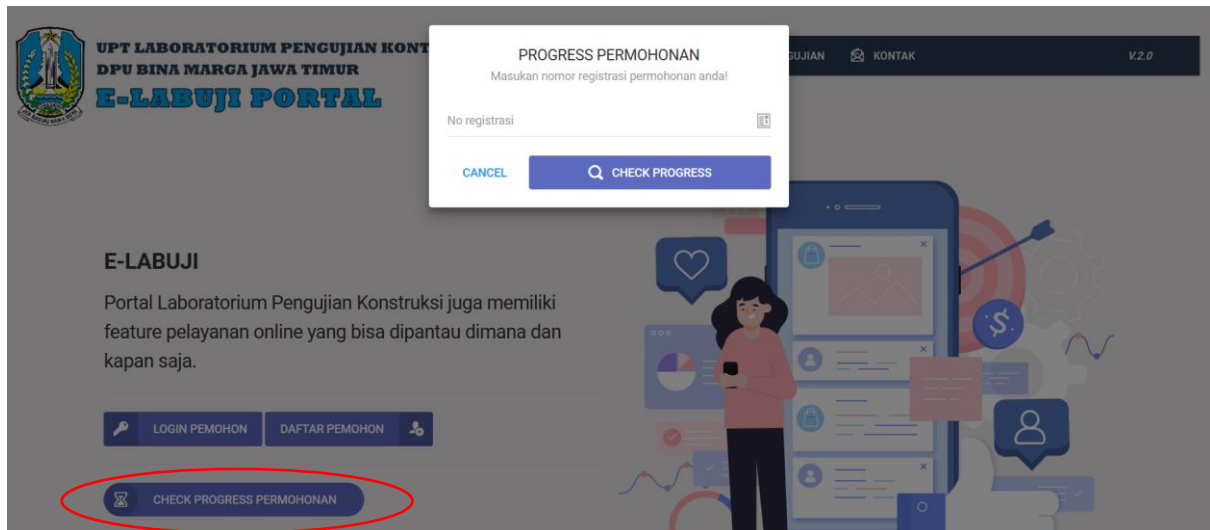 UPT LABORATORIUM PENGUJIAN KONT
DPU BINA MARGA JAWA TIMUR
E-LABUJI PORTAL
GUJIAN
KONTAK
V.2.0
PROGRESS PERMOHONAN
Masukan nomor registrasi permohonan anda!
No registrasi
CANCEL
CHECK PROGRESS
E-LABUJI
Portal Laboratorium Pengujian Konstruksi juga memiliki
feature pelayanan online yang bisa dipantau dimana dan
kapan saja.
LOGIN PEMOHON
DAFTAR PEMOHON
CHECK PROGRESS PERMOHONAN